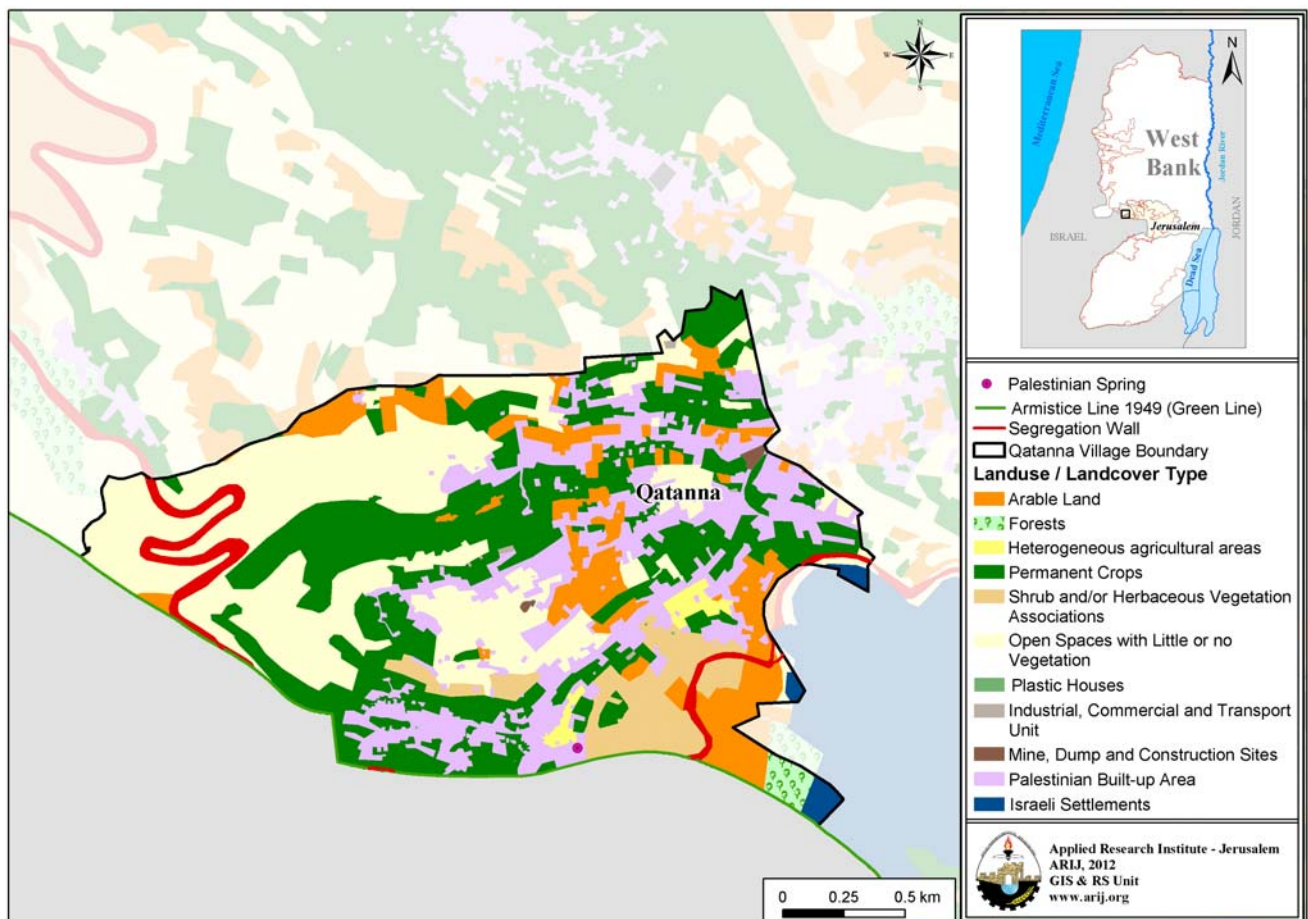 N
W
E
S
Qatanna
0 0.25 0.5 km
N
Mediterranean Sea
West
Bank
Jordan River
Jerusalem
ISRAEL
JORDAN
Dead Sea
Palestinian Spring
Armistice Line 1949 (Green Line)
Segregation Wall
Qatanna Village Boundary
Landuse / Landcover Type
Arable Land
Forests
Heterogeneous agricultural areas
Permanent Crops
Shrub and/or Herbaceous Vegetation
Associations
Open Spaces with Little or no
Vegetation
Plastic Houses
Industrial, Commercial and Transport
Unit
Mine, Dump and Construction Sites
Palestinian Built-up Area
Israeli Settlements
Applied Research Institute - Jerusalem
ARIJ, 2012
GIS & RS Unit
www.arij.org